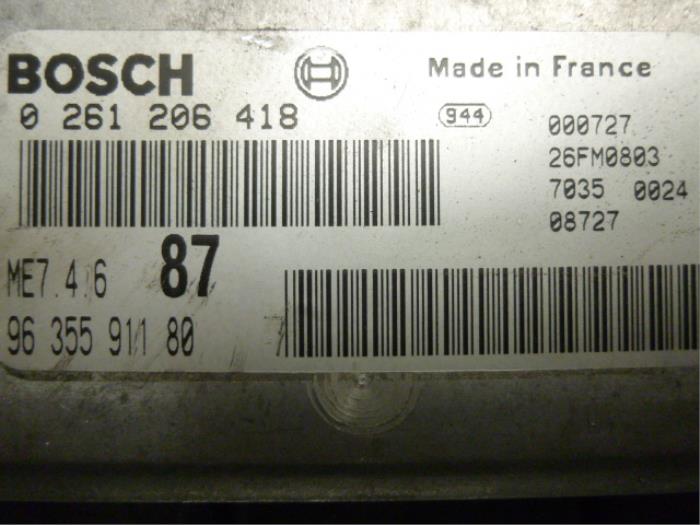 BOSCH Made in France
0 261 206 418 944 000727
26FM0803
7035 0024
08727
ME7.4.6 87
96 355 911 80